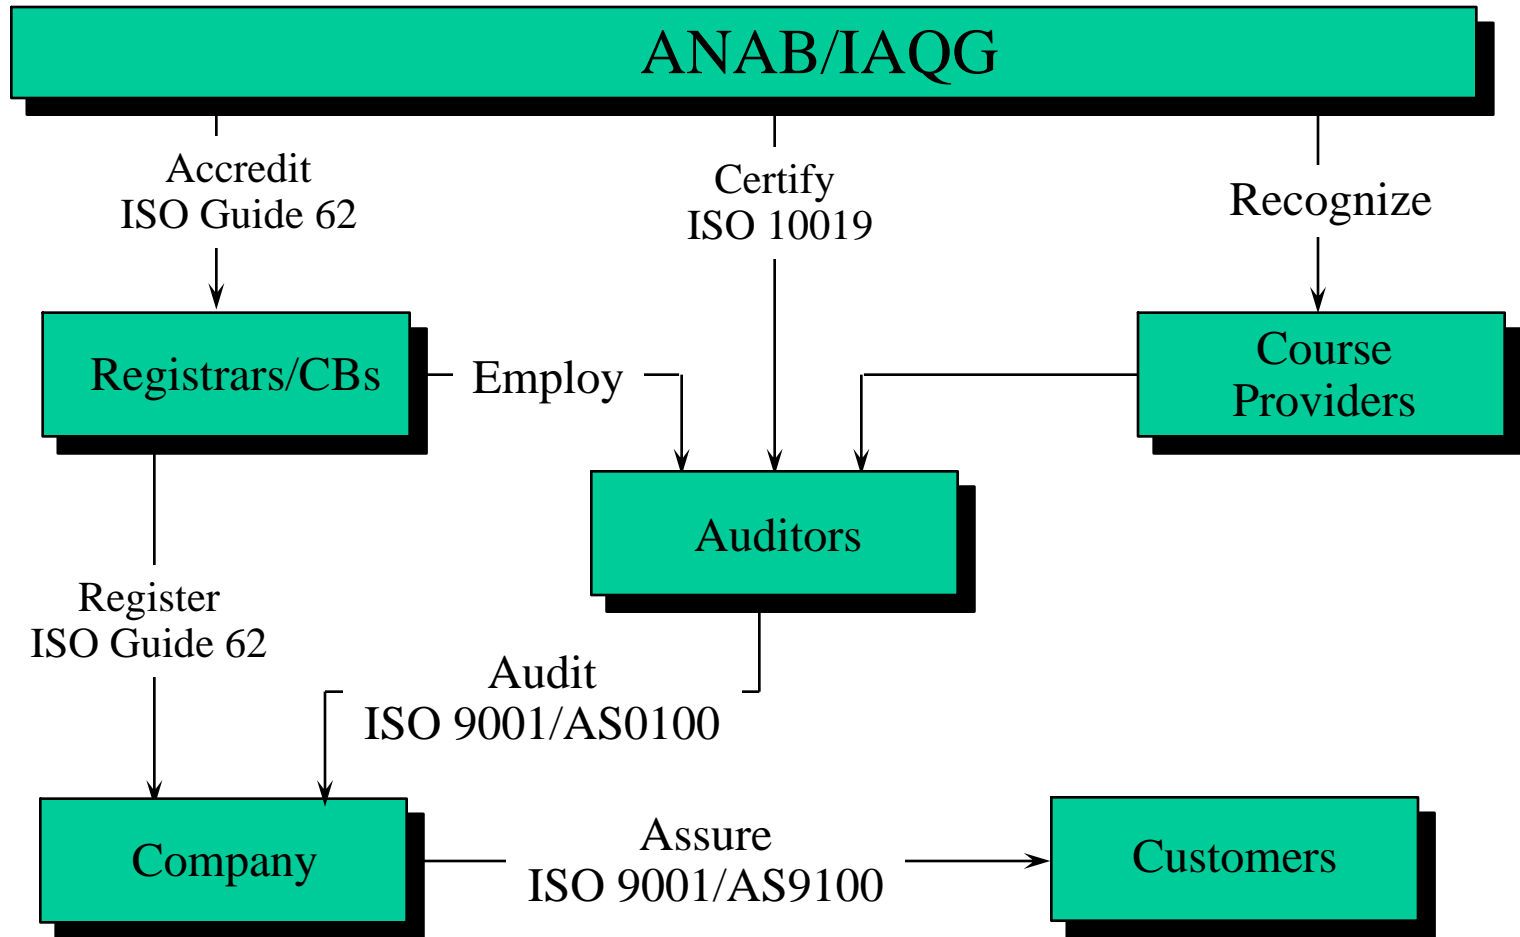 ANAB/IAQG
Accredit
ISO Guide 62
Certify
ISO 10019
Recognize
Registrars/CBs
Employ
Course
Providers
Auditors
Register
ISO Guide 62
Audit
ISO 9001/AS0100
Company
Assure
ISO 9001/AS9100
Customers